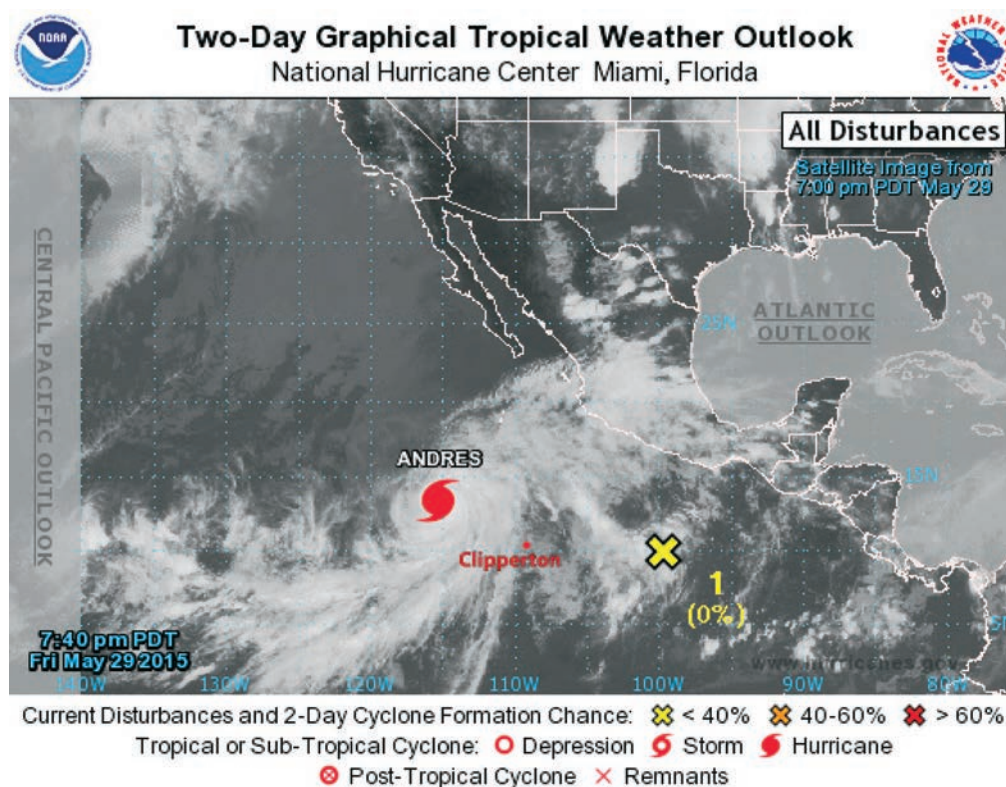 NOAA
Two-Day Graphical Tropical Weather Outlook
National Hurricane Center Miami, Florida
All Disturbances
Satellite Image from
7:00 pm PDT May 29
CENTRAL PACIFIC OUTLOOK
ATLANTIC
OUTLOOK
25N
ANDRES
15N
Clipperton
1
(0%)
5N
7:40 pm PDT
Fri May 29 2015
www.hurricanes.gov
140W 130W 120W 110W 100W 90W 80W
Current Disturbances and 2-Day Cyclone Formation Chance: < 40% 40-60% > 60%
Tropical or Sub-Tropical Cyclone: Depression Storm Hurricane
Post-Tropical Cyclone Remnants